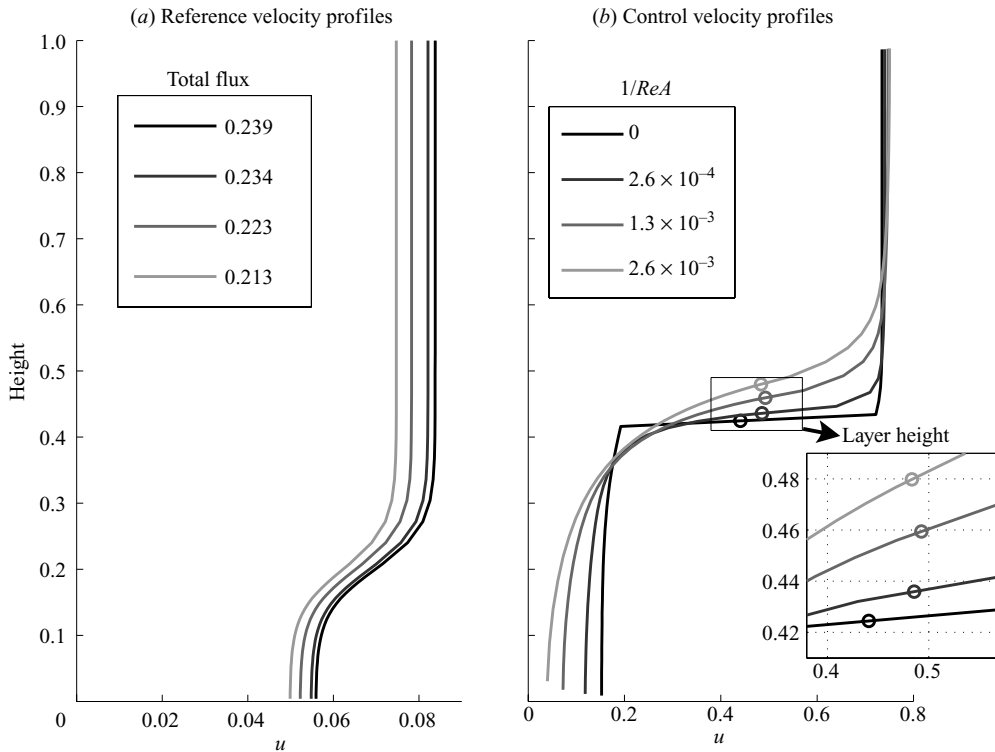 (a) Reference velocity profiles
1.0
0.9
0.8
0.7
0.6
0.5
0.4
0.3
0.2
0.1
0
Height
Total flux
0.239
0.234
0.223
0.213
0.02
0.04
0.06
0.08
u
(b) Control velocity profiles
1/ReA
0
2.6 × 10⁻⁴
1.3 × 10⁻³
2.6 × 10⁻³
Layer height
0.48
0.46
0.44
0.42
0.4
0.5
0
0.2
0.4
0.6
0.8
u